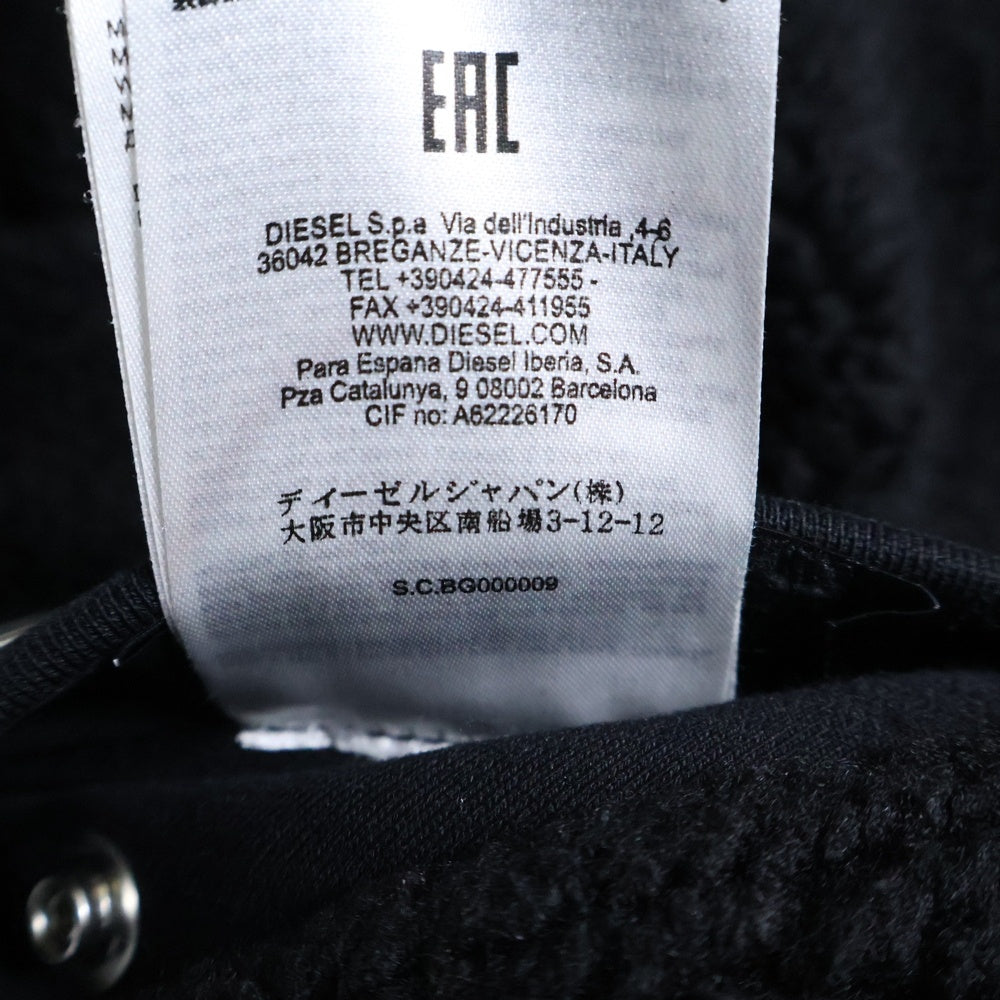 EAC
DIESEL S.p.a Via dell'Industria ,4-6
36042 BREGANZE-VICENZA-ITALY
TEL +390424-477555 -
FAX +390424-411955
WWW.DIESEL.COM
Para Espana Diesel Iberia, S.A.
Pza Catalunya, 9 08002 Barcelona
CIF no: A62226170
ディーゼルジャパン(株)
大阪市中央区南船場3-12-12
S.C.BG000009